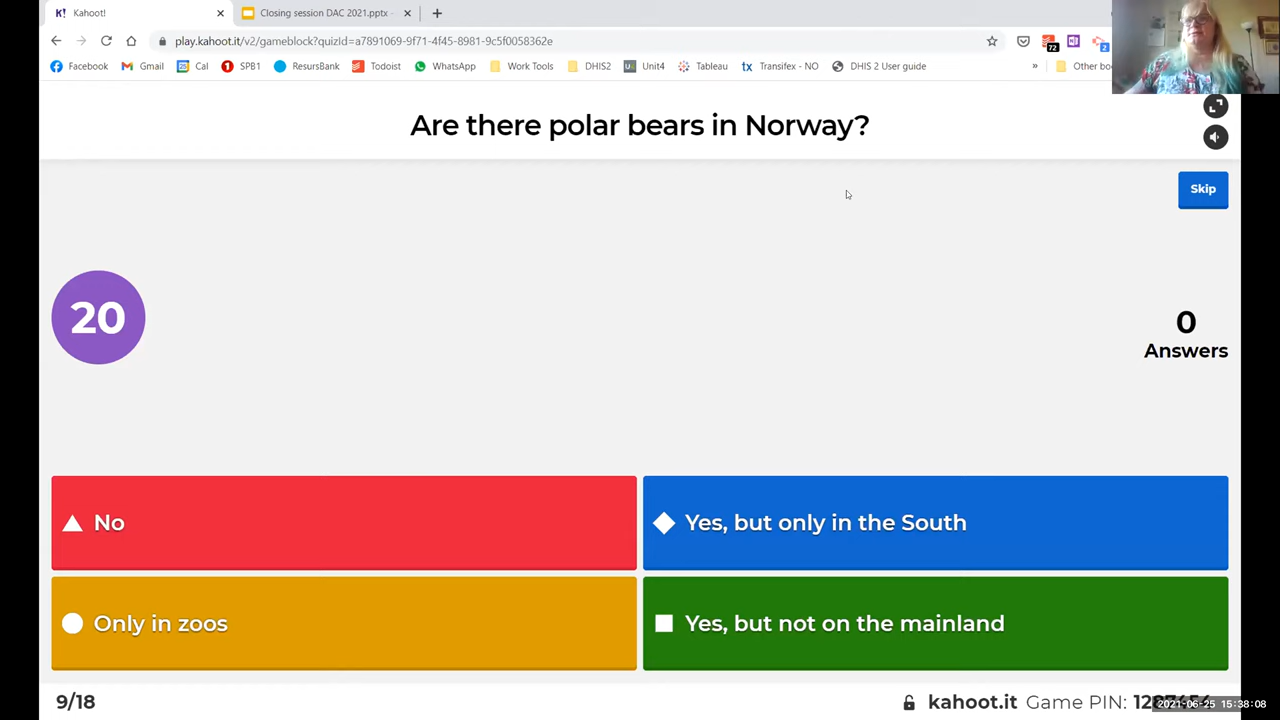 K! Kahoot!
Closing session DAC 2021.pptx -
play.kahoot.it/v2/gameblock?quizId=a7891069-9f71-4f45-8981-9c5f0058362e
72
2
Facebook Gmail Cal SPB1 ResursBank Todoist WhatsApp Work Tools DHIS2 Unit4 Tableau tx Transifex - NO DHIS 2 User guide » Other bo
Are there polar bears in Norway?
Skip
20
0
Answers
No
Yes, but only in the South
Only in zoos
Yes, but not on the mainland
9/18
kahoot.it Game PIN:
2021-06-25 15:38:08